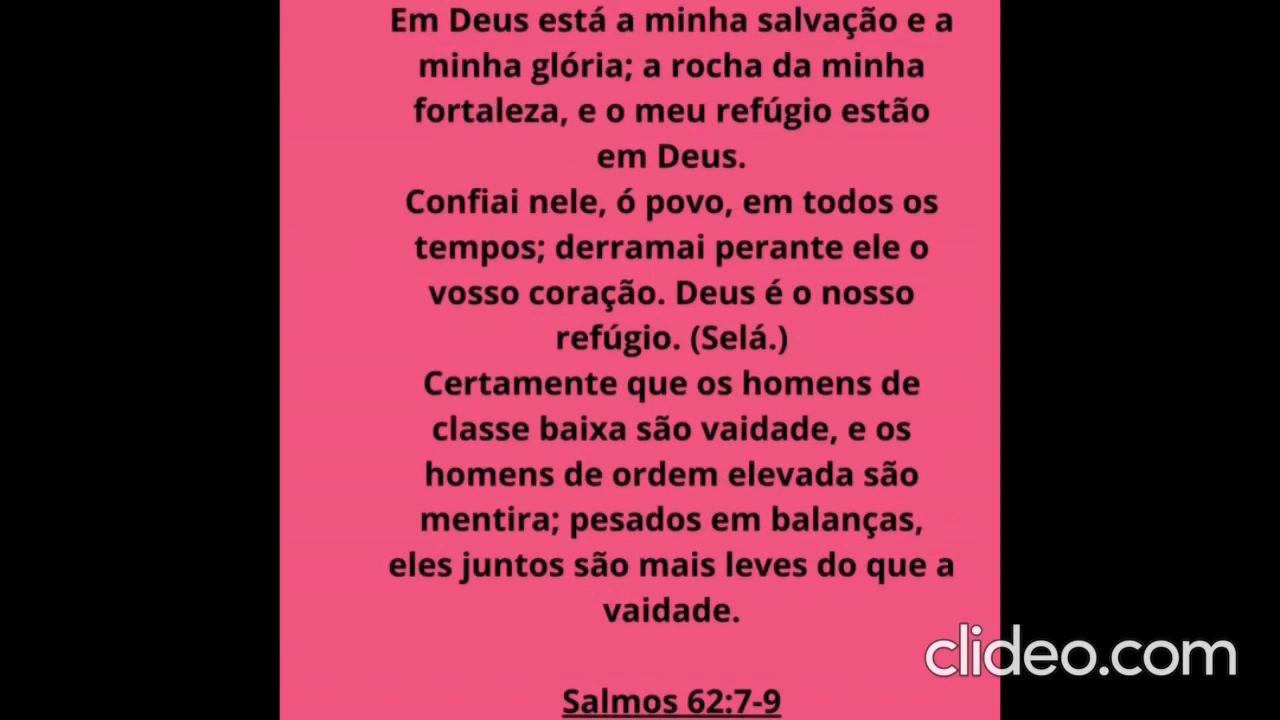 Em Deus está a minha salvação e a
minha glória; a rocha da minha
fortaleza, e o meu refúgio estão
em Deus.
Confiai nele, ó povo, em todos os
tempos; derramai perante ele o
vosso coração. Deus é o nosso
refúgio. (Selá.)
Certamente que os homens de
classe baixa são vaidade, e os
homens de ordem elevada são
mentira; pesados em balanças,
eles juntos são mais leves do que a
vaidade.
Salmos 62:7-9
clideo.com